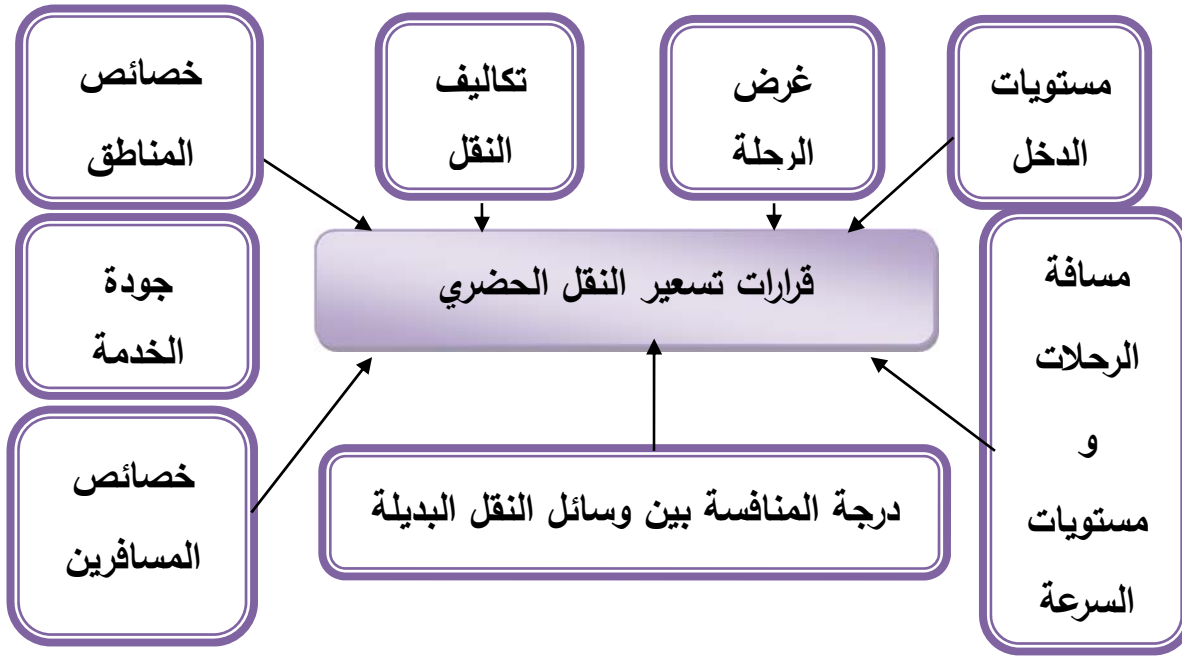 مستويات
الدخل
غرض
الرحلة
تكاليف
النقل
خصائص
المناطق
قرارات تسعير النقل الحضري
جودة
الخدمة
مسافة
الرحلات
و
مستويات
السرعة
درجة المنافسة بين وسائل النقل البديلة
خصائص
المسافرين